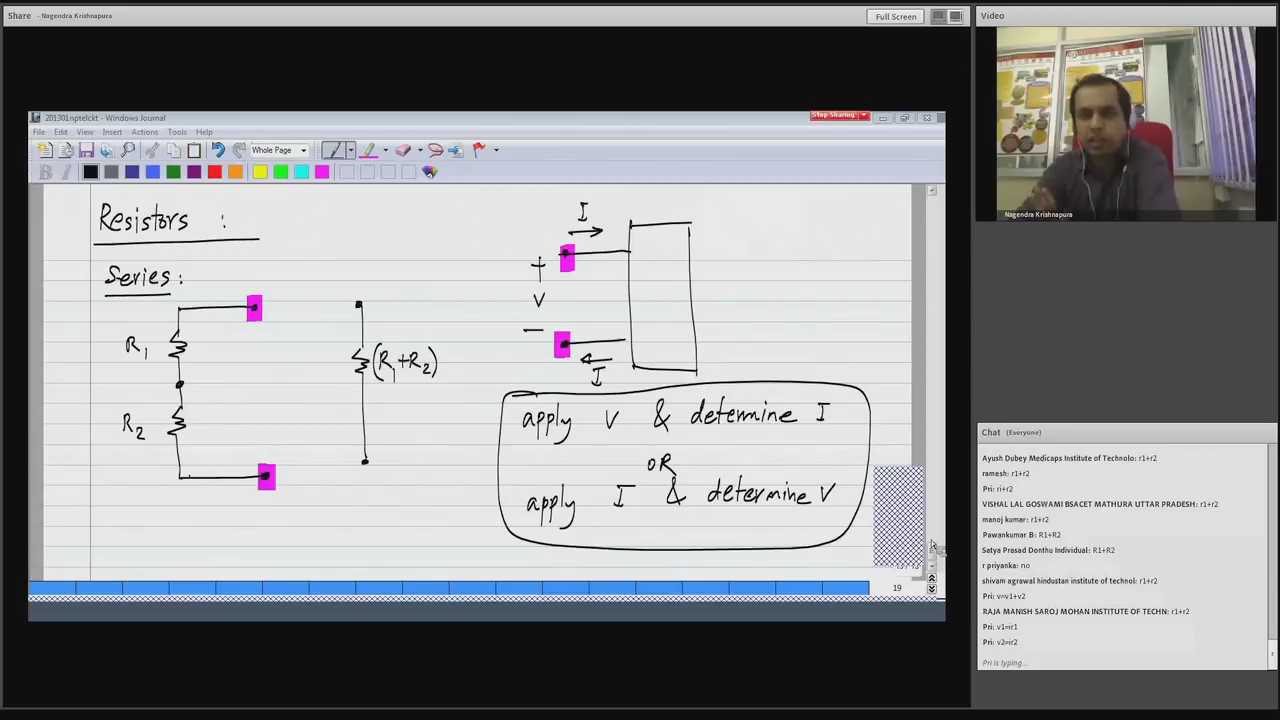 Share - Nagendra Krishnapura
Full Screen
Video
201301nptelckt - Windows Journal
Stop Sharing
File Edit View Insert Actions Tools Help
Whole Page
B I
Resistors :
Series :
R1
R2
(R1+R2)
I
+
V
−
I
apply V & determine I
OR
apply I & determine V
19
Nagendra Krishnapura
Chat (Everyone)
Ayush Dubey Medicaps Institute of Technolo: r1+r2
ramesh: r1+r2
Pri: ri+r2
VISHAL LAL GOSWAMI BSACET MATHURA UTTAR PRADESH: r1+r2
manoj kumar: r1+r2
Pawankumar B: R1+R2
Satya Prasad Donthu Individual: R1+R2
r priyanka: no
shivam agrawal hindustan institute of technol: r1+r2
Pri: v=v1+v2
RAJA MANISH SAROJ MOHAN INSTITUTE OF TECHN: r1+r2
Pri: v1=ir1
Pri: v2=ir2
Pri is typing...